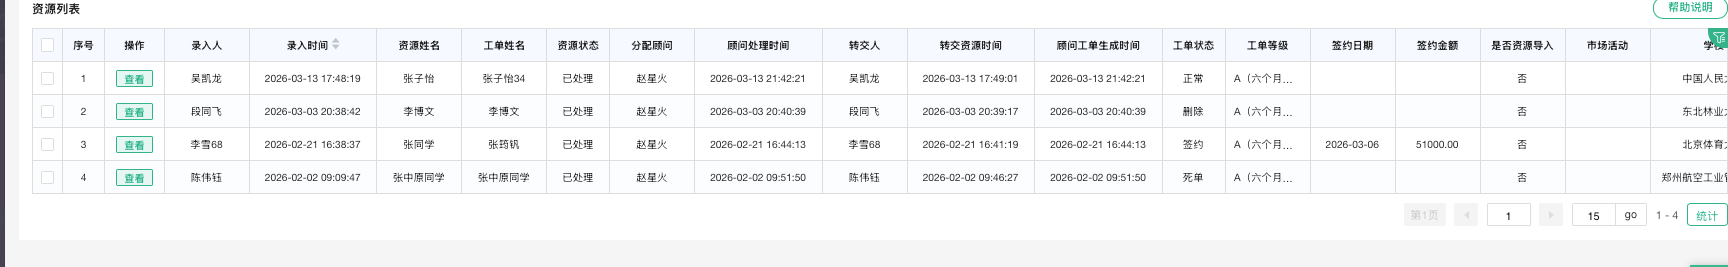 资源列表
帮助说明
序号 操作 录入人 录入时间 资源姓名 工单姓名 资源状态 分配顾问 顾问处理时间 转交人 转交资源时间 顾问工单生成时间 工单状态 工单等级 签约日期 签约金额 是否资源导入 市场活动 学
1 查看 吴凯龙 2026-03-13 17:48:19 张子怡 张子怡34 已处理 赵星火 2026-03-13 21:42:21 吴凯龙 2026-03-13 17:49:01 2026-03-13 21:42:21 正常 A（六个月... 否 中国人民
2 查看 段同飞 2026-03-03 20:38:42 李博文 李博文 已处理 赵星火 2026-03-03 20:40:39 段同飞 2026-03-03 20:39:17 2026-03-03 20:40:39 删除 A（六个月... 否 东北林业
3 查看 李雪68 2026-02-21 16:38:37 张同学 张筠钒 已处理 赵星火 2026-02-21 16:44:13 李雪68 2026-02-21 16:41:19 2026-02-21 16:44:13 签约 A（六个月... 2026-03-06 51000.00 否 北京体育
4 查看 陈伟钰 2026-02-02 09:09:47 张中原同学 张中原同学 已处理 赵星火 2026-02-02 09:51:50 陈伟钰 2026-02-02 09:46:27 2026-02-02 09:51:50 死单 A（六个月... 否 郑州航空工业
第1页 1 15 go 1 - 4 统计